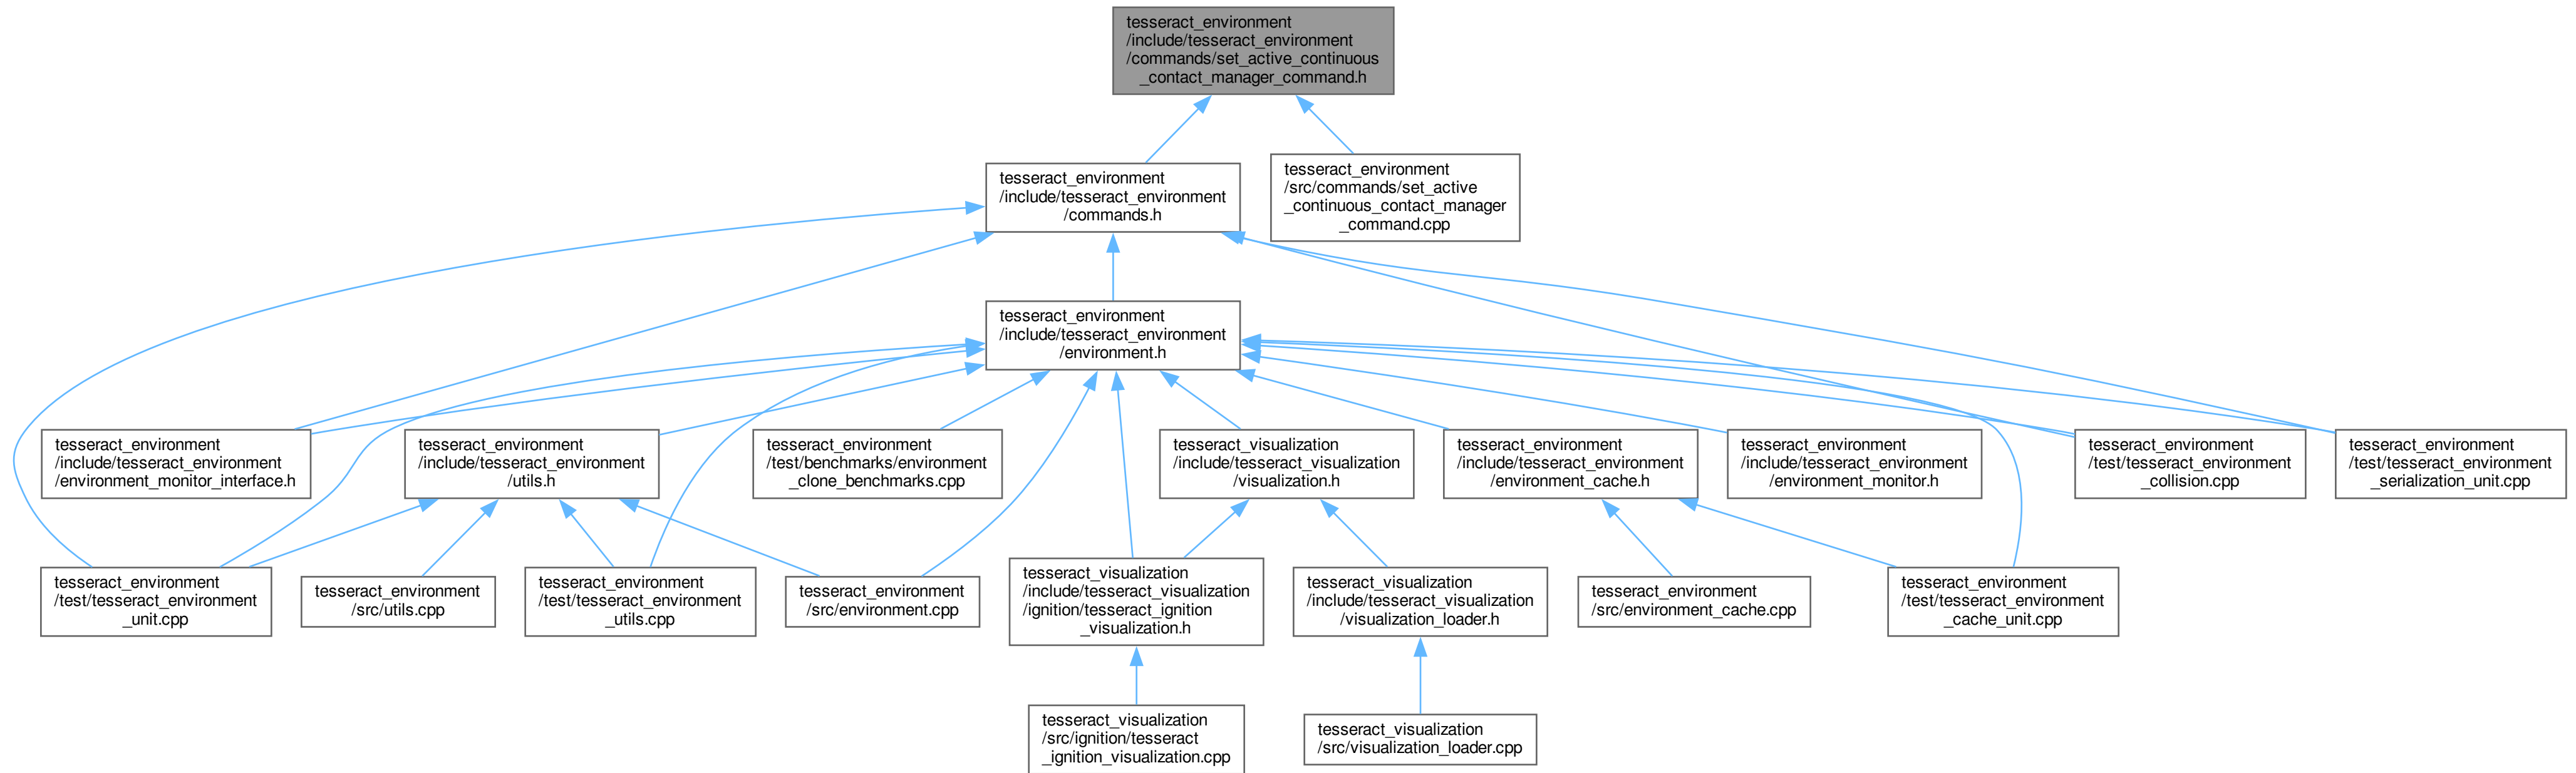 tesseract_environment
/include/tesseract_environment
/commands/set_active_continuous
_contact_manager_command.h
tesseract_environment
/include/tesseract_environment
/commands.h
tesseract_environment
/src/commands/set_active
_continuous_contact_manager
_command.cpp
tesseract_environment
/include/tesseract_environment
/environment.h
tesseract_environment
/include/tesseract_environment
/environment_monitor_interface.h
tesseract_environment
/include/tesseract_environment
/utils.h
tesseract_environment
/test/benchmarks/environment
_clone_benchmarks.cpp
tesseract_visualization
/include/tesseract_visualization
/visualization.h
tesseract_environment
/include/tesseract_environment
/environment_cache.h
tesseract_environment
/include/tesseract_environment
/environment_monitor.h
tesseract_environment
/test/tesseract_environment
_collision.cpp
tesseract_environment
/test/tesseract_environment
_serialization_unit.cpp
tesseract_environment
/test/tesseract_environment
_unit.cpp
tesseract_environment
/src/utils.cpp
tesseract_environment
/test/tesseract_environment
_utils.cpp
tesseract_environment
/src/environment.cpp
tesseract_visualization
/include/tesseract_visualization
/ignition/tesseract_ignition
_visualization.h
tesseract_visualization
/include/tesseract_visualization
/visualization_loader.h
tesseract_environment
/src/environment_cache.cpp
tesseract_environment
/test/tesseract_environment
_cache_unit.cpp
tesseract_visualization
/src/ignition/tesseract
_ignition_visualization.cpp
tesseract_visualization
/src/visualization_loader.cpp